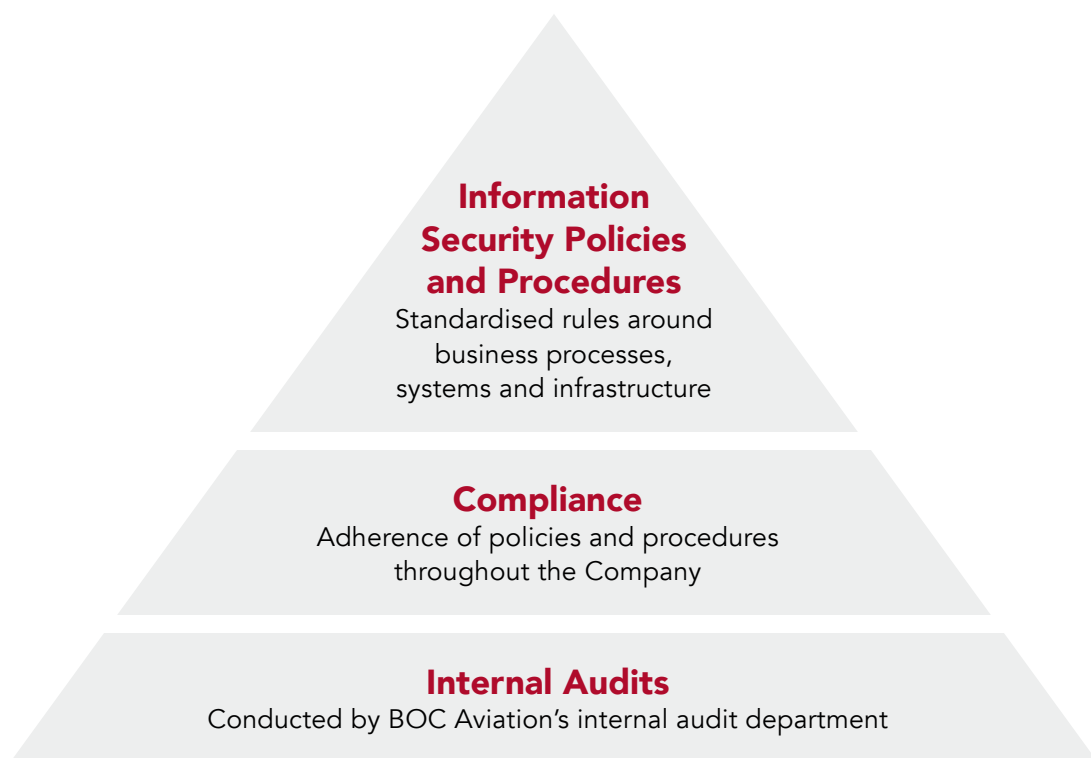 Information
Security Policies
and Procedures
Standardised rules around
business processes,
systems and infrastructure
Compliance
Adherence of policies and procedures
throughout the Company
Internal Audits
Conducted by BOC Aviation’s internal audit department